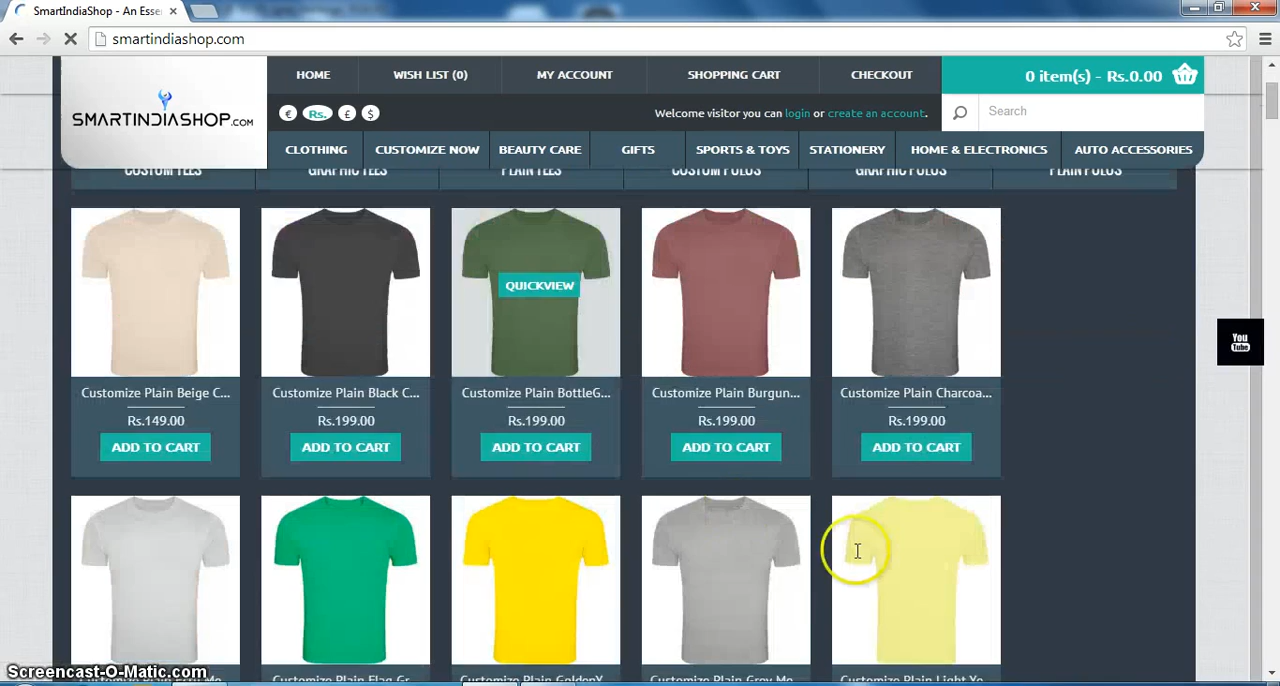 SmartIndiaShop - An Esse
smartindiashop.com
SMARTINDIASHOP.COM
HOME
WISH LIST (0)
MY ACCOUNT
SHOPPING CART
CHECKOUT
0 item(s) - Rs.0.00
€
Rs.
£
$
Welcome visitor you can login or create an account.
Search
CLOTHING
CUSTOMIZE NOW
BEAUTY CARE
GIFTS
SPORTS & TOYS
STATIONERY
HOME & ELECTRONICS
AUTO ACCESSORIES
CUSTOM TEES
GRAPHIC TEES
PLAIN TEES
CUSTOM POLOS
GRAPHIC POLOS
PLAIN POLOS
QUICKVIEW
You
Tube
Customize Plain Beige C...
Customize Plain Black C...
Customize Plain BottleG...
Customize Plain Burgun...
Customize Plain Charcoa...
Rs.149.00
Rs.199.00
Rs.199.00
Rs.199.00
Rs.199.00
ADD TO CART
ADD TO CART
ADD TO CART
ADD TO CART
ADD TO CART
Customize Plain Flag Gr...
Customize Plain GoldenY...
Customize Plain Grey Me...
Customize Plain Light Ye...
Screencast-O-Matic.com